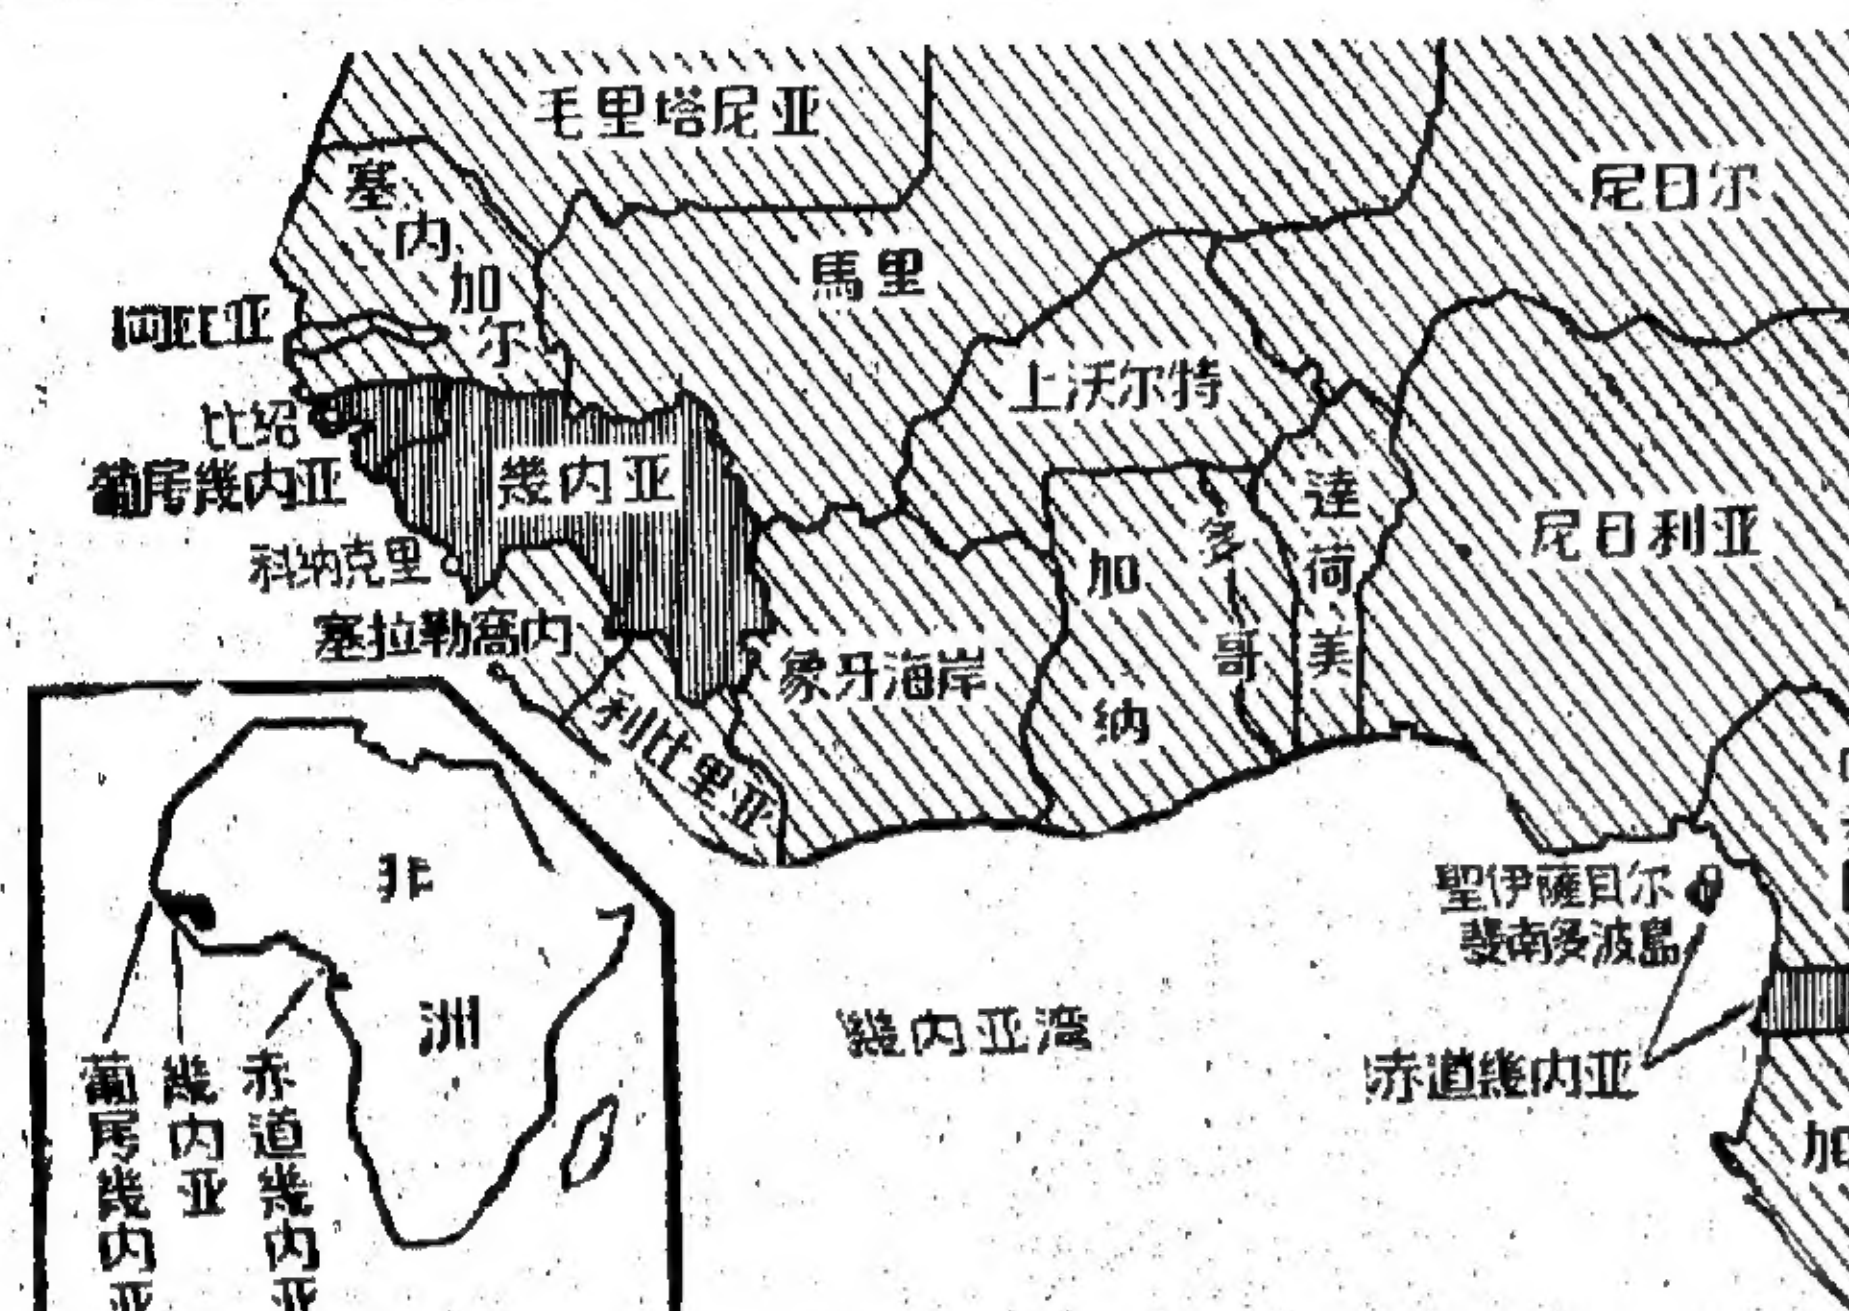 毛里塔尼亚
尼日尔
塞内加尔
馬里
冈比亚
上沃尔特
比绍
葡属幾内亚
幾内亚
達荷美
尼日利亚
科纳克里
加纳
多哥
塞拉勒窩内
象牙海岸
利比里亚
非洲
聖伊薩貝尔
斐南多波島
幾内亚湾
赤道幾内亚
葡属幾内亚
幾内亚
赤道幾内亚
加